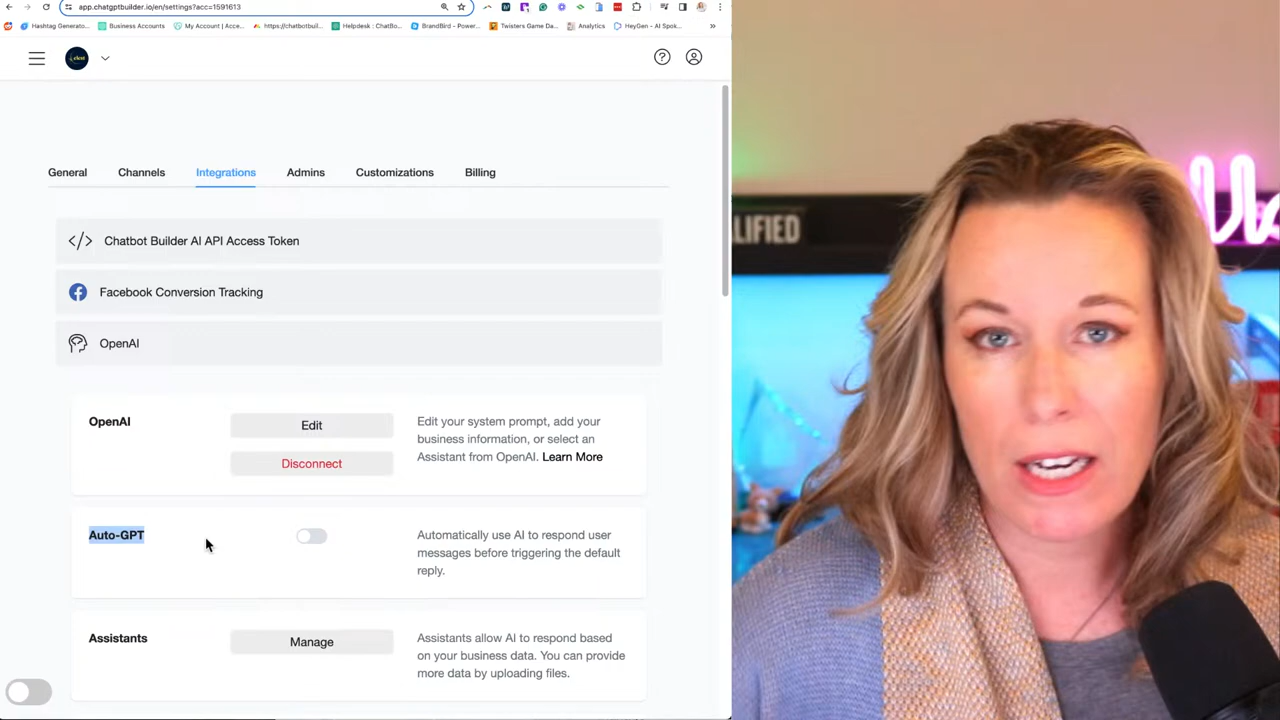 app.chatgptbuilder.io/en/settings?acc=1591613
Hashtag Generato...
Business Accounts
My Account | Acce...
https://chatbotbuil...
Helpdesk : ChatBo...
BrandBird - Power...
Twisters Game Da...
Analytics
HeyGen - AI Spok...
General
Channels
Integrations
Admins
Customizations
Billing
</> Chatbot Builder AI API Access Token
Facebook Conversion Tracking
OpenAI
OpenAI
Edit
Disconnect
Edit your system prompt, add your
business information, or select an
Assistant from OpenAI. Learn More
Auto-GPT
Automatically use AI to respond user
messages before triggering the default
reply.
Assistants
Manage
Assistants allow AI to respond based
on your business data. You can provide
more data by uploading files.
LIFIED